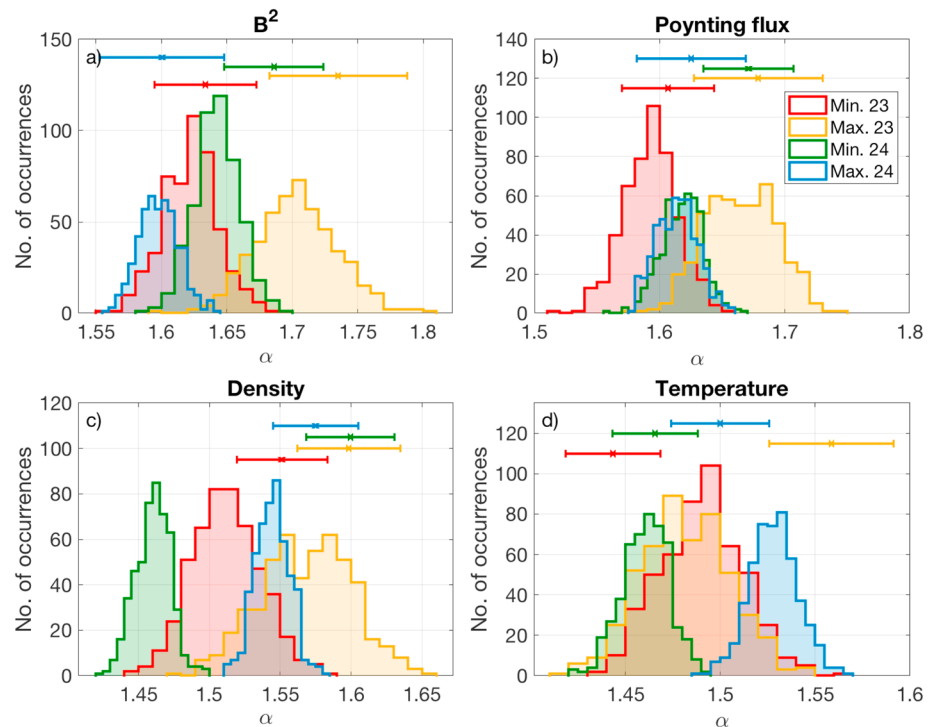 B²
a)
No. of occurrences
150
100
50
0
1.55 1.6 1.65 1.7 1.75 1.8
α
Poynting flux
b)
No. of occurrences
140
120
100
80
60
40
20
0
1.5 1.6 1.7 1.8
α
Min. 23
Max. 23
Min. 24
Max. 24
Density
c)
No. of occurrences
120
100
80
60
40
20
0
1.45 1.5 1.55 1.6 1.65
α
Temperature
d)
No. of occurrences
120
100
80
60
40
20
0
1.45 1.5 1.55 1.6
α